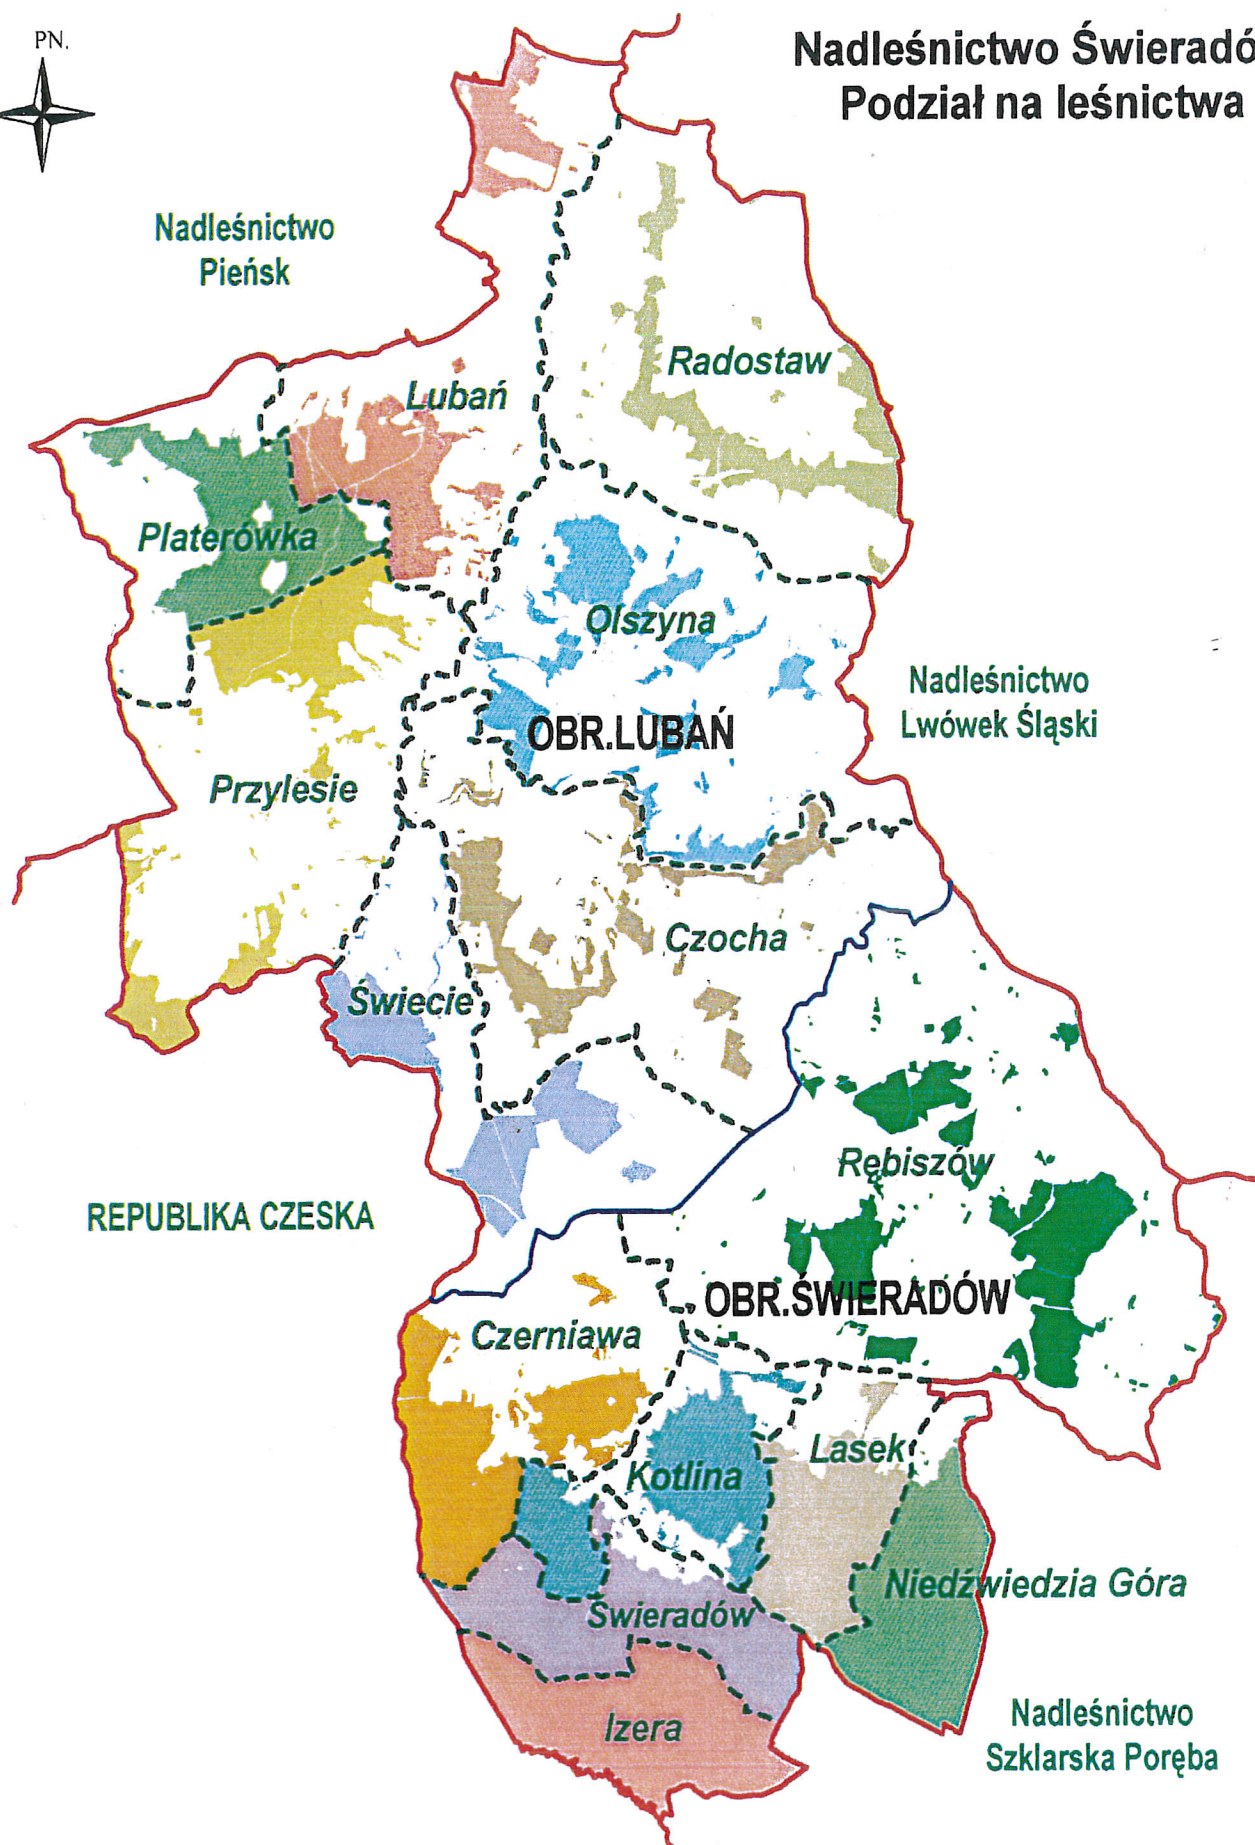 PN.
Nadleśnictwo Świeradó
Podział na leśnictwa
Nadleśnictwo
Pieńsk
Radostaw
Lubań
Platerówka
Olszyna
Nadleśnictwo
Lwówek Śląski
OBR.LUBAŃ
Przylesie
Czocha
Świecie
Rębiszów
REPUBLIKA CZESKA
OBR.ŚWIERADÓW
Czerniawa
Lasek
Kotlina
Niedźwiedzia Góra
Świeradów
Izera
Nadleśnictwo
Szklarska Poręba